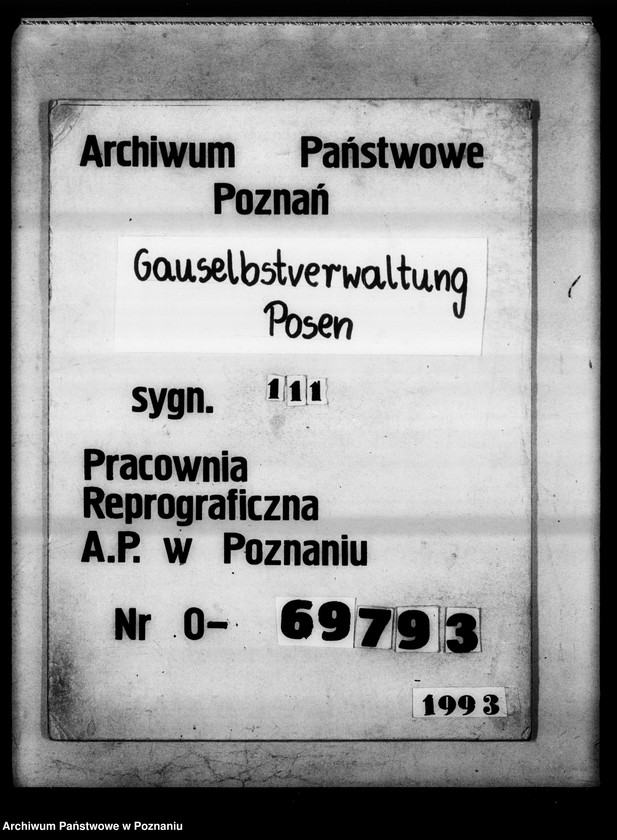 Archiwum Państwowe
Poznań
Gauselbstverwaltung
Posen
sygn. 111
Pracownia
Reprograficzna
A.P. w Poznaniu
Nr 0- 69793
1993
Archiwum Państwowe w Poznaniu